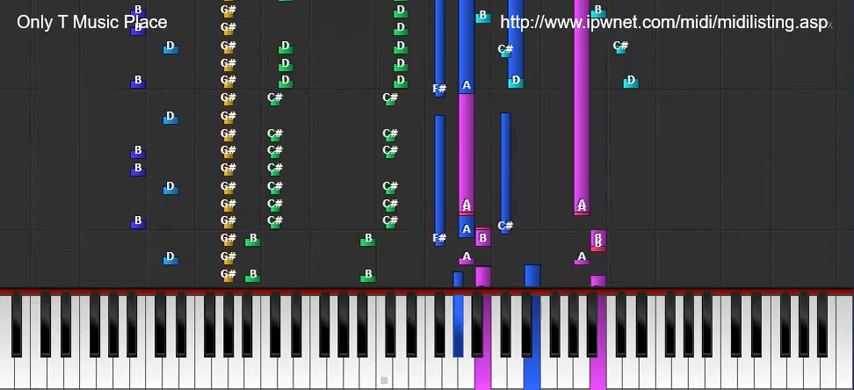 Only T Music Place
http://www.ipwnet.com/midi/midilisting.asp
B G# D B
B G# D D B C#
D G# D D C#
G# D D
B G# D D F# A D D
G# C# C#
D G#
G# C# C#
B G# C# C#
B G# C# C#
D G# C# C#
G# C# C# A A
B G# C# C# A C#
G# B B F# B B
D G# A A
G# B B